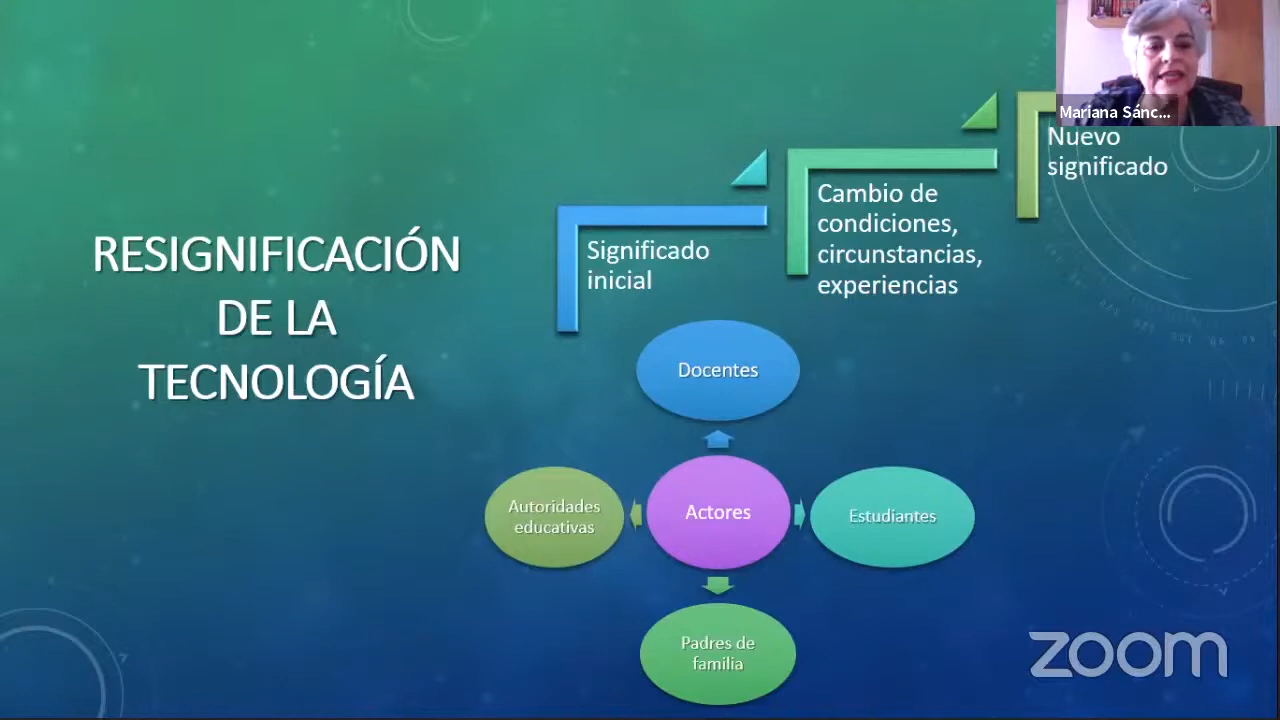 Mariana Sánc...
RESIGNIFICACIÓN
DE LA
TECNOLOGÍA
Significado
inicial
Cambio de
condiciones,
circunstancias,
experiencias
Nuevo
significado
Docentes
Autoridades
educativas
Actores
Estudiantes
Padres de
familia
zoom